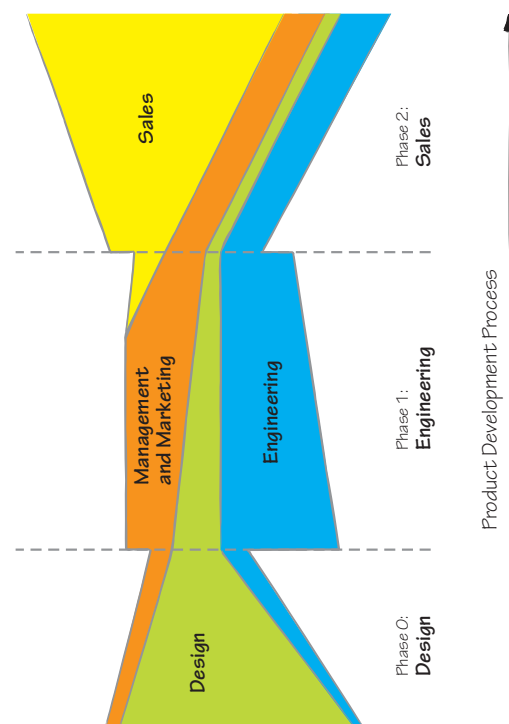 Sales
Management
and Marketing
Engineering
Design
Phase 2:
Sales
Phase 1:
Engineering
Phase 0:
Design
Product Development Process